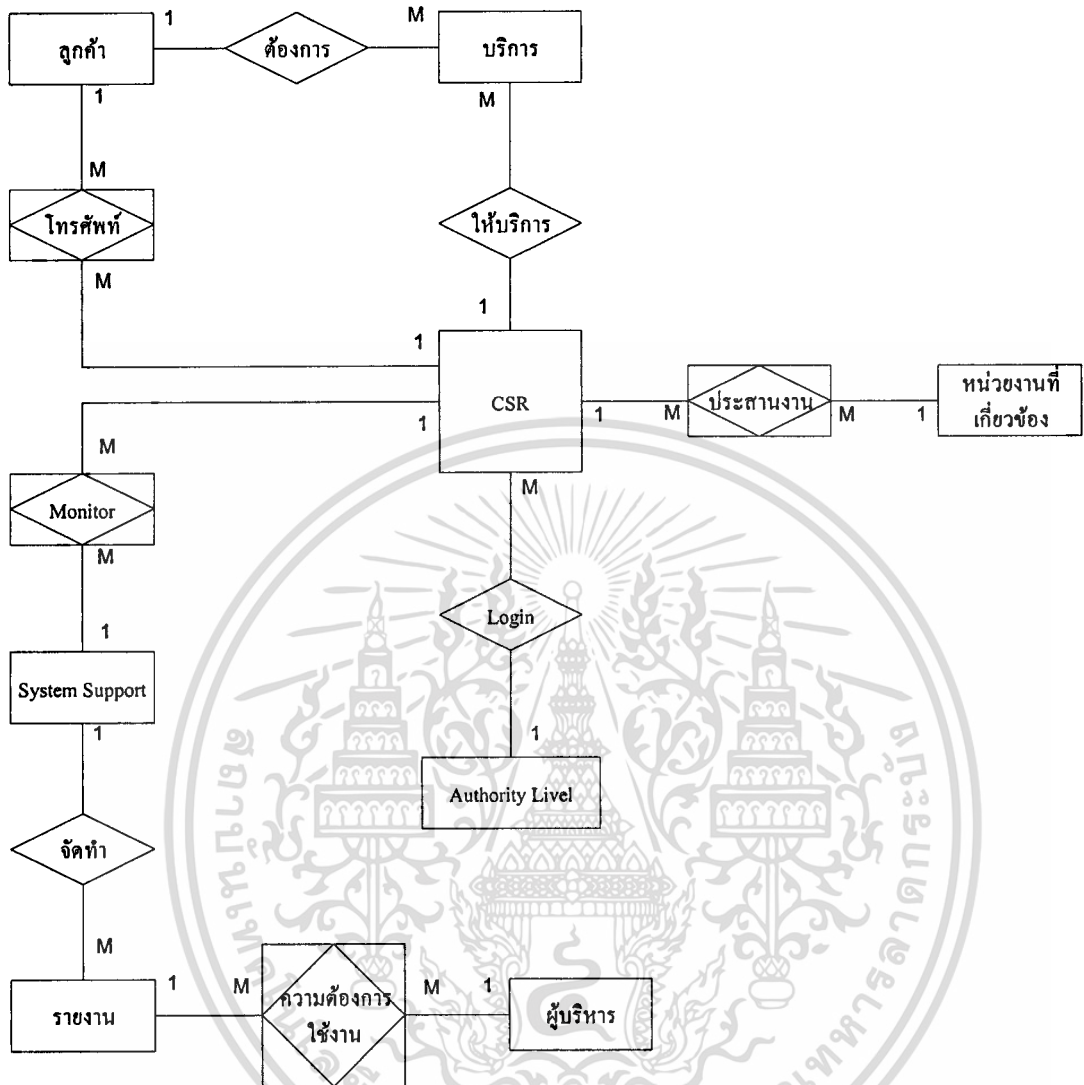 1 M
ลูกค้า ต้องการ บริการ
1 M
M
โทรศัพท์ ให้บริการ
M
1
1
CSR 1 M ประสานงาน M 1 หน่วยงานที่
เกี่ยวข้อง
1
M
M
Monitor
M
Login
1
System Support
1
1
Authority Livel
จัดทำ
M
รายงาน 1 M ความต้องการ M 1 ผู้บริหาร
ใช้งาน